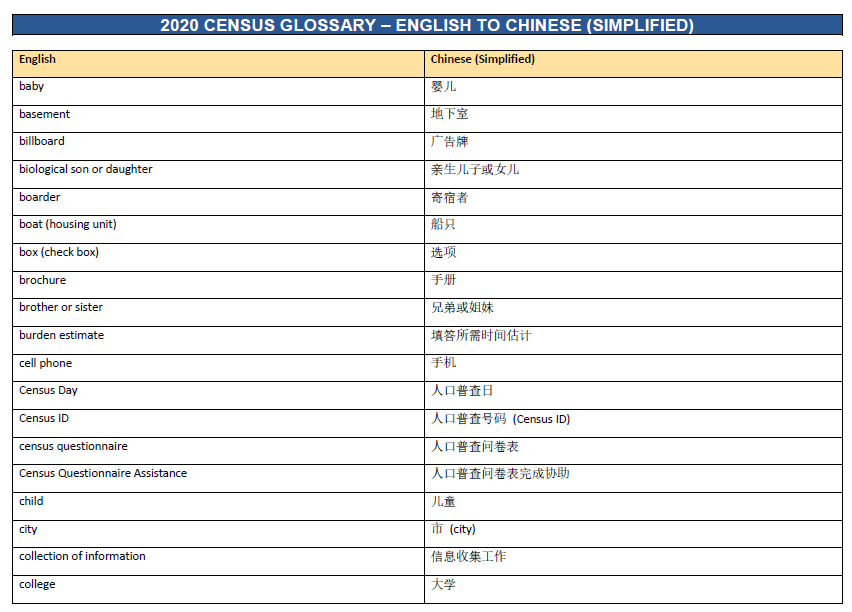 2020 CENSUS GLOSSARY – ENGLISH TO CHINESE (SIMPLIFIED)
English Chinese (Simplified)
baby 婴儿
basement 地下室
billboard 广告牌
biological son or daughter 亲生儿子或女儿
boarder 寄宿者
boat (housing unit) 船只
box (check box) 选项
brochure 手册
brother or sister 兄弟或姐妹
burden estimate 填答所需时间估计
cell phone 手机
Census Day 人口普查日
Census ID 人口普查号码 (Census ID)
census questionnaire 人口普查问卷表
Census Questionnaire Assistance 人口普查问卷表完成协助
child 儿童
city 市 (city)
collection of information 信息收集工作
college 大学